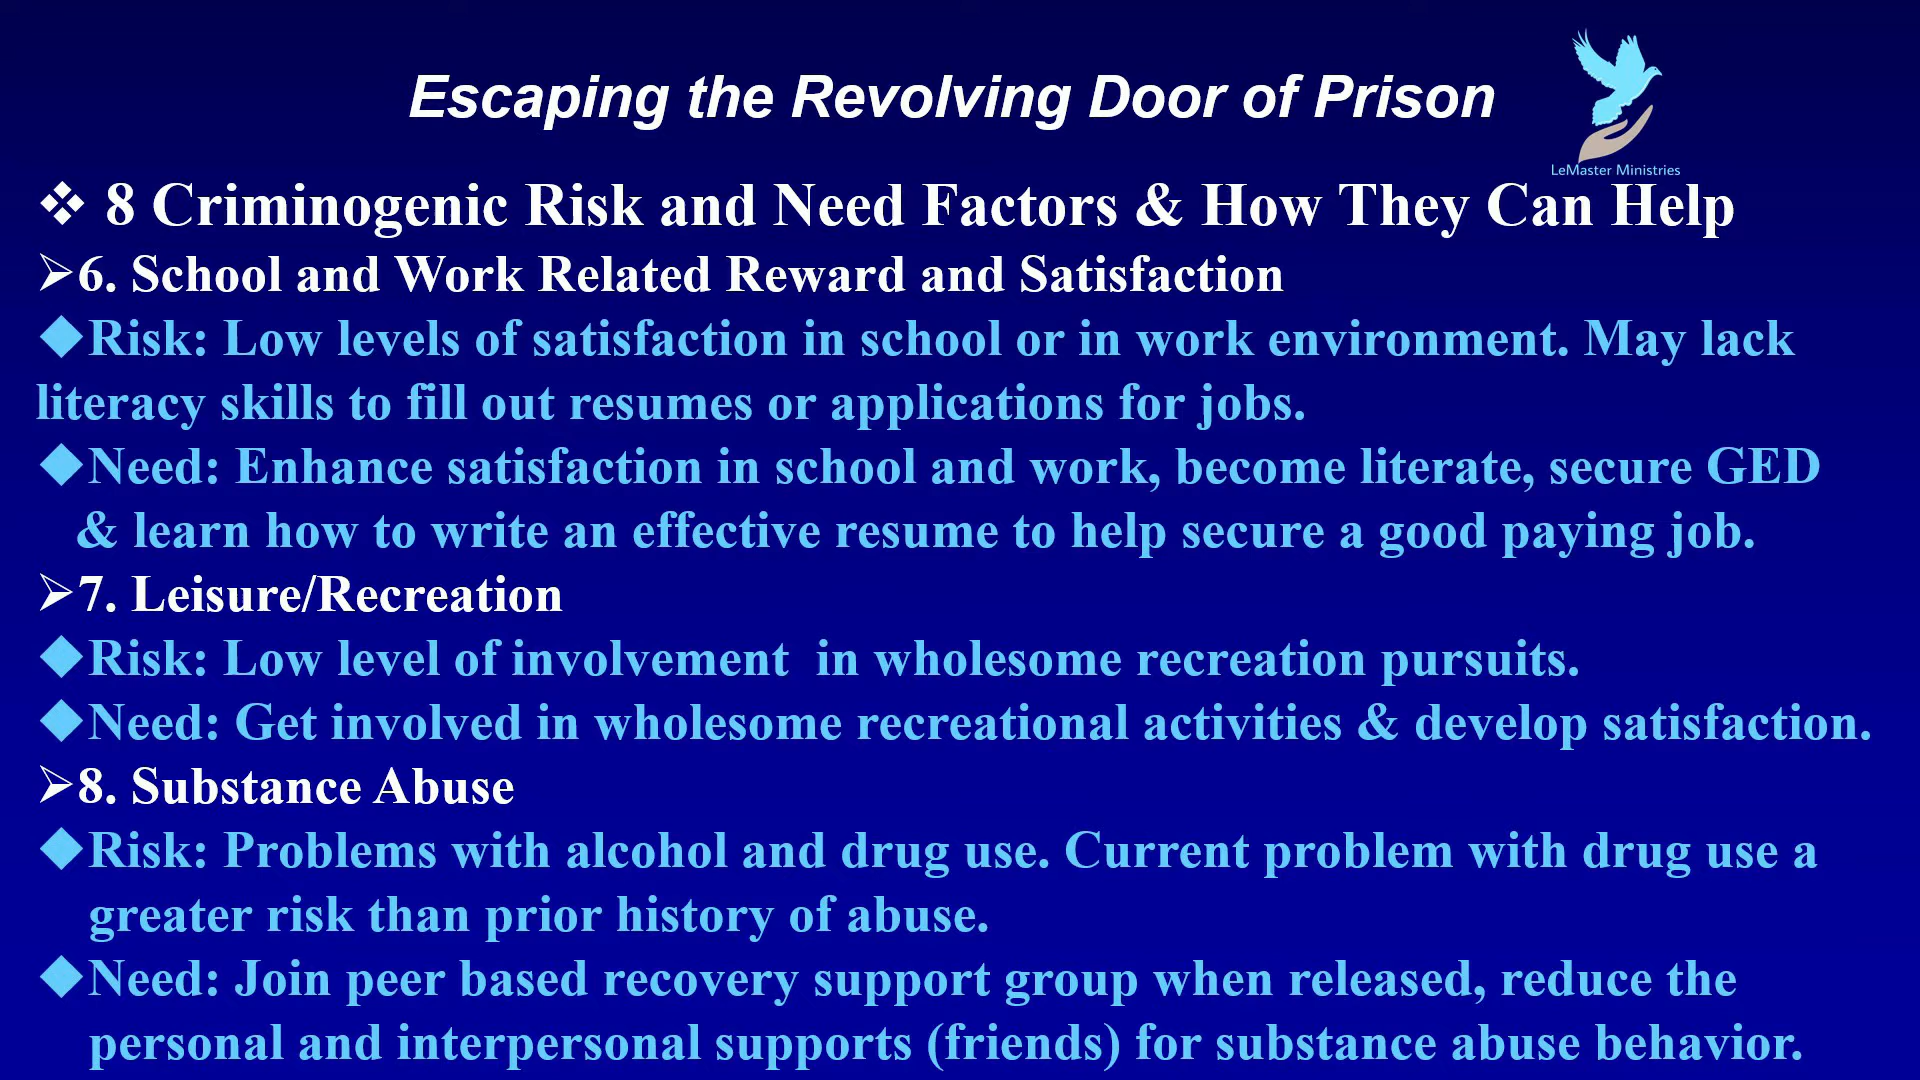 Escaping the Revolving Door of Prison
LeMaster Ministries
❖ 8 Criminogenic Risk and Need Factors & How They Can Help
➢6. School and Work Related Reward and Satisfaction
◆Risk: Low levels of satisfaction in school or in work environment. May lack
literacy skills to fill out resumes or applications for jobs.
◆Need: Enhance satisfaction in school and work, become literate, secure GED
& learn how to write an effective resume to help secure a good paying job.
➢7. Leisure/Recreation
◆Risk: Low level of involvement  in wholesome recreation pursuits.
◆Need: Get involved in wholesome recreational activities & develop satisfaction.
➢8. Substance Abuse
◆Risk: Problems with alcohol and drug use. Current problem with drug use a
greater risk than prior history of abuse.
◆Need: Join peer based recovery support group when released, reduce the
personal and interpersonal supports (friends) for substance abuse behavior.